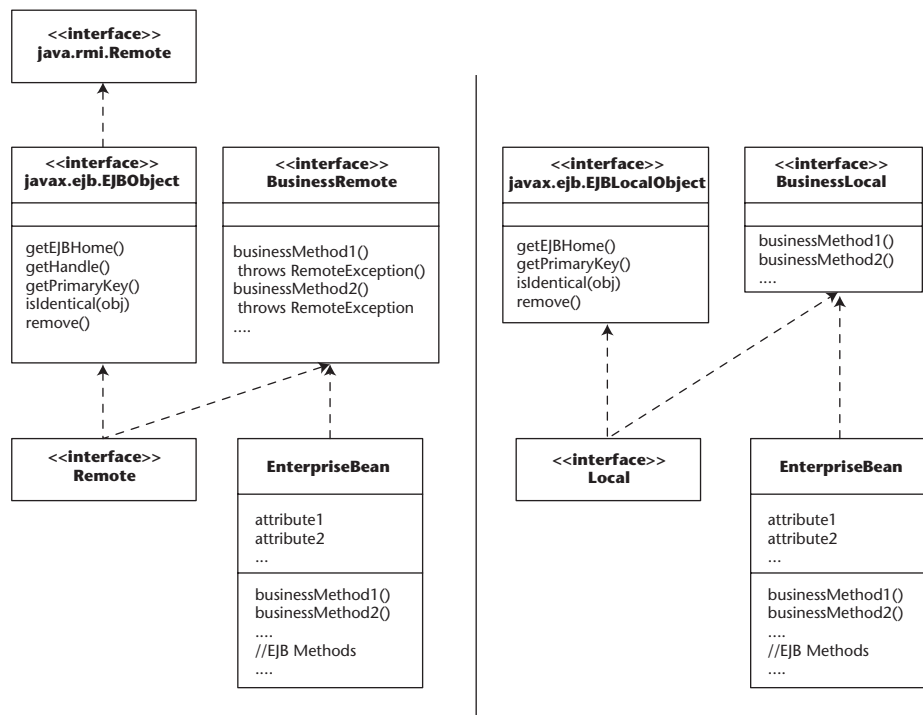 <<interface>>
java.rmi.Remote
<<interface>>
javax.ejb.EJBObject
getEJBHome()
getHandle()
getPrimaryKey()
isIdentical(obj)
remove()
<<interface>>
BusinessRemote
businessMethod1()
throws RemoteException()
businessMethod2()
throws RemoteException
....
<<interface>>
Remote
EnterpriseBean
attribute1
attribute2
...
businessMethod1()
businessMethod2()
....
//EJB Methods
....
<<interface>>
javax.ejb.EJBLocalObject
getEJBHome()
getPrimaryKey()
isIdentical(obj)
remove()
<<interface>>
BusinessLocal
businessMethod1()
businessMethod2()
....
<<interface>>
Local
EnterpriseBean
attribute1
attribute2
...
businessMethod1()
businessMethod2()
....
//EJB Methods
....